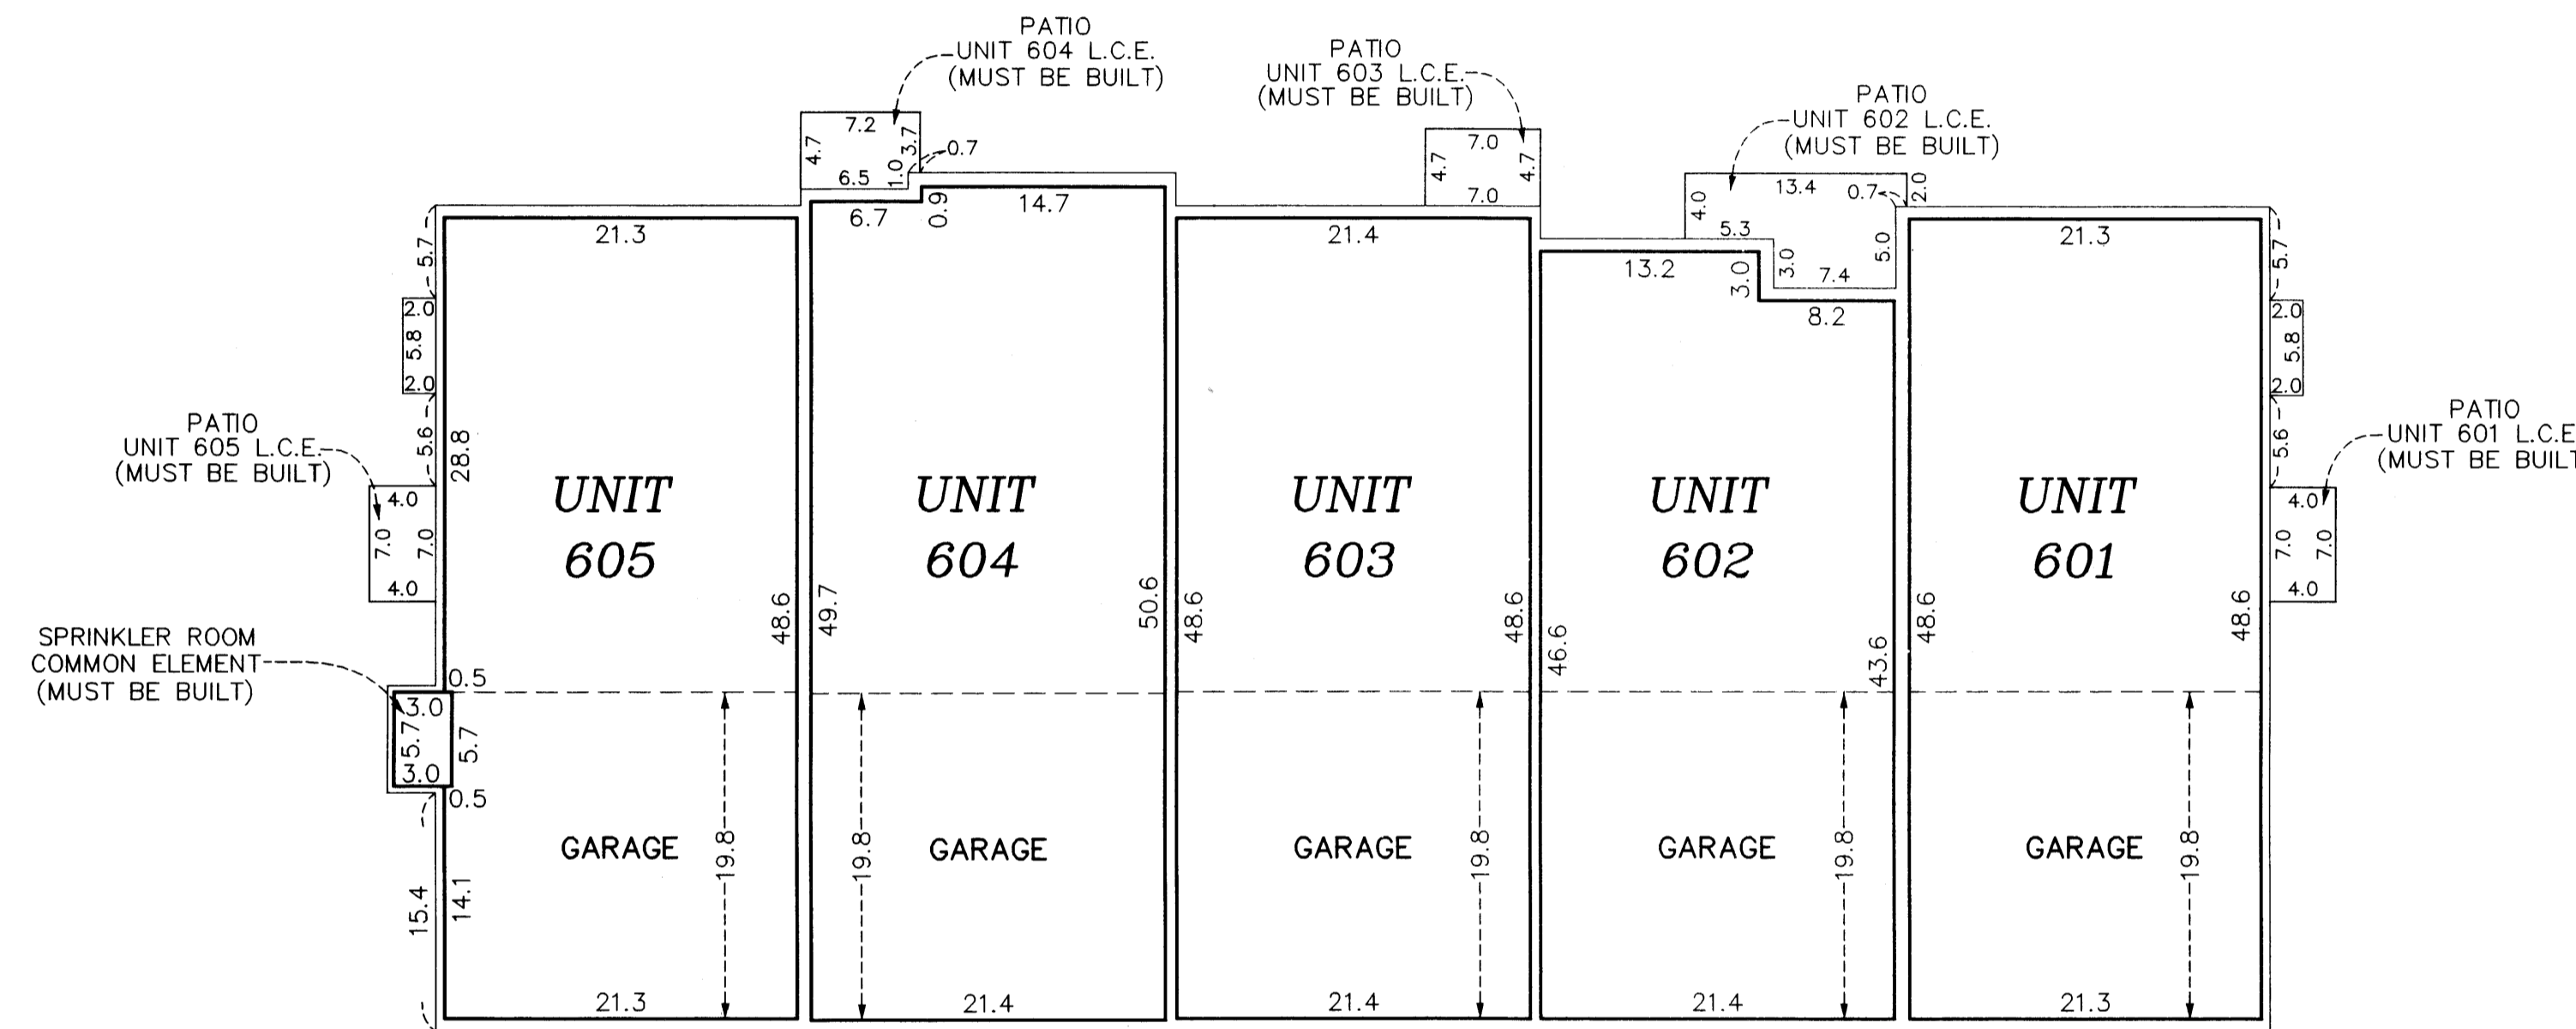 PATIO
UNIT 604 L.C.E.
(MUST BE BUILT)
PATIO
UNIT 603 L.C.E.
(MUST BE BUILT)
PATIO
UNIT 602 L.C.E.
(MUST BE BUILT)
7.2
4.7
3.7
1.0
0.7
6.5
7.0
4.7
4.7
7.0
13.4
0.7
2.0
4.0
5.3
3.0
5.0
7.4
6.7
0.9
14.7
21.3
21.4
13.2
3.0
8.2
21.3
5.7
2.0
5.8
2.0
5.6
28.8
5.7
2.0
5.8
2.0
5.6
PATIO
UNIT 605 L.C.E.
(MUST BE BUILT)
4.0
7.0
7.0
4.0
PATIO
UNIT 601 L.C.E
(MUST BE BUILT
4.0
7.0
7.0
4.0
UNIT
605
UNIT
604
UNIT
603
UNIT
602
UNIT
601
48.6
49.7
50.6
48.6
48.6
46.6
43.6
48.6
48.6
SPRINKLER ROOM
COMMON ELEMENT
(MUST BE BUILT)
0.5
3.0
5.7
5.7
3.0
0.5
15.4
14.1
GARAGE
19.8
19.8
GARAGE
GARAGE
19.8
GARAGE
19.8
GARAGE
19.8
21.3
21.4
21.4
21.4
21.3